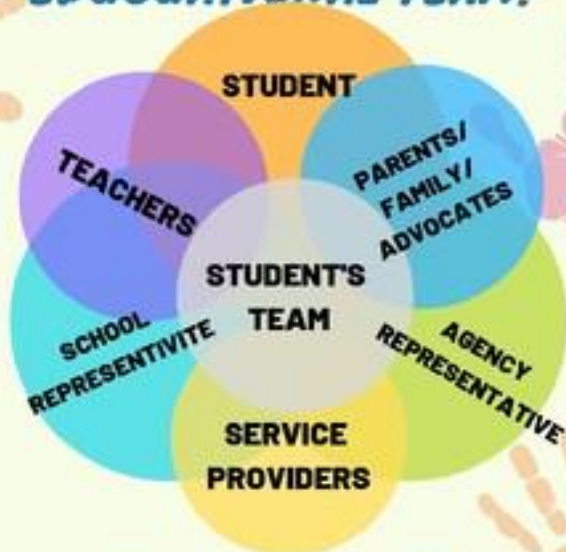 STUDENT
TEACHERS
PARENTS/
FAMILY/
ADVOCATES
STUDENT'S
TEAM
SCHOOL
REPRESENTIVITE
AGENCY
REPRESENTATIVE
SERVICE
PROVIDERS